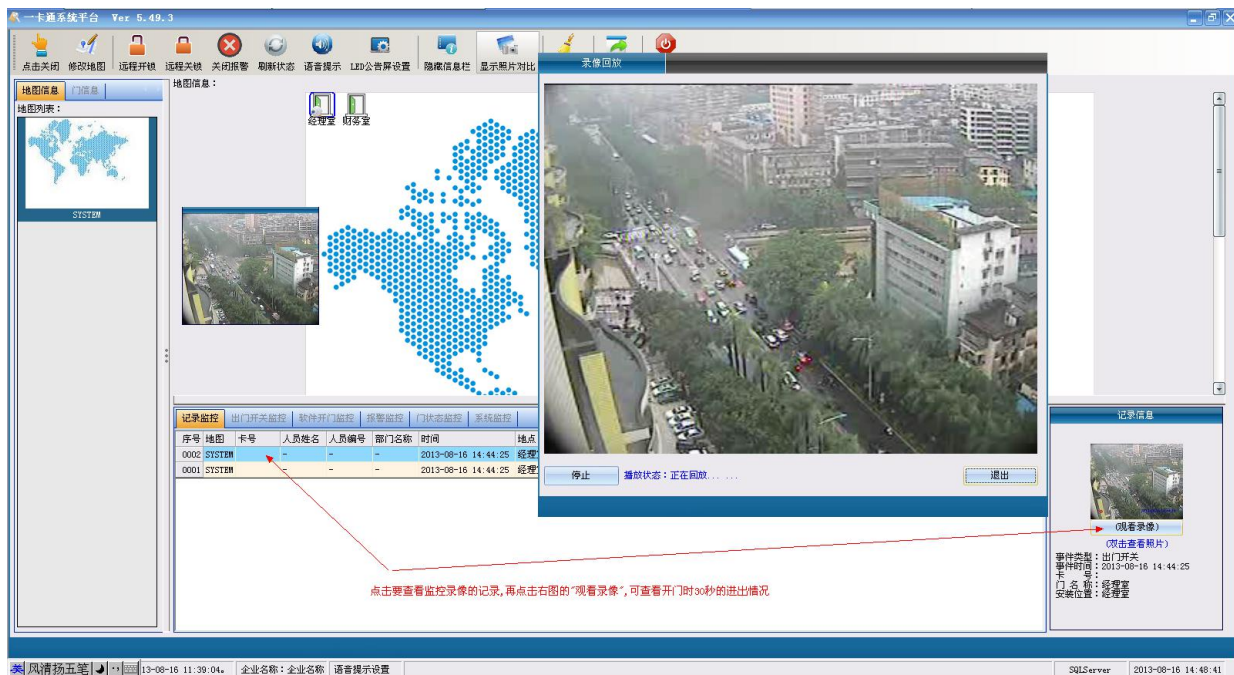 一卡通系统平台 Ver 5.49.3
点击关闭 修改地图 远程开锁 远程关锁 关闭报警 刷新状态 语音提示 LED公告屏设置 隐藏信息栏 显示照片对比
录像回放
地图信息 门信息
地图列表：
SYSTEM
地图信息：
经理室 财务室
停止 播放状态：正在回放... ... 退出
记录监控 出门开关监控 软件开门监控 报警监控 门状态监控 系统监控
序号 地图 卡号 人员姓名 人员编号 部门名称 时间 地点
0002 SYSTEM - - - 2013-08-16 14:44:25 经理
0001 SYSTEM - - - 2013-08-16 14:44:25 经理
点击要查看监控录像的记录,再点击右图的"观看录像",可查看开门时30秒的进出情况
记录信息
(观看录像)
(双击查看照片)
事件类型：出门开关
事件时间：2013-08-16 14:44:25
卡 号：
门 名 称：经理室
安装位置：经理室
英 风清扬五笔 13-08-16 11:39:04。 企业名称：企业名称 语音提示设置 SQLServer 2013-08-16 14:48:41